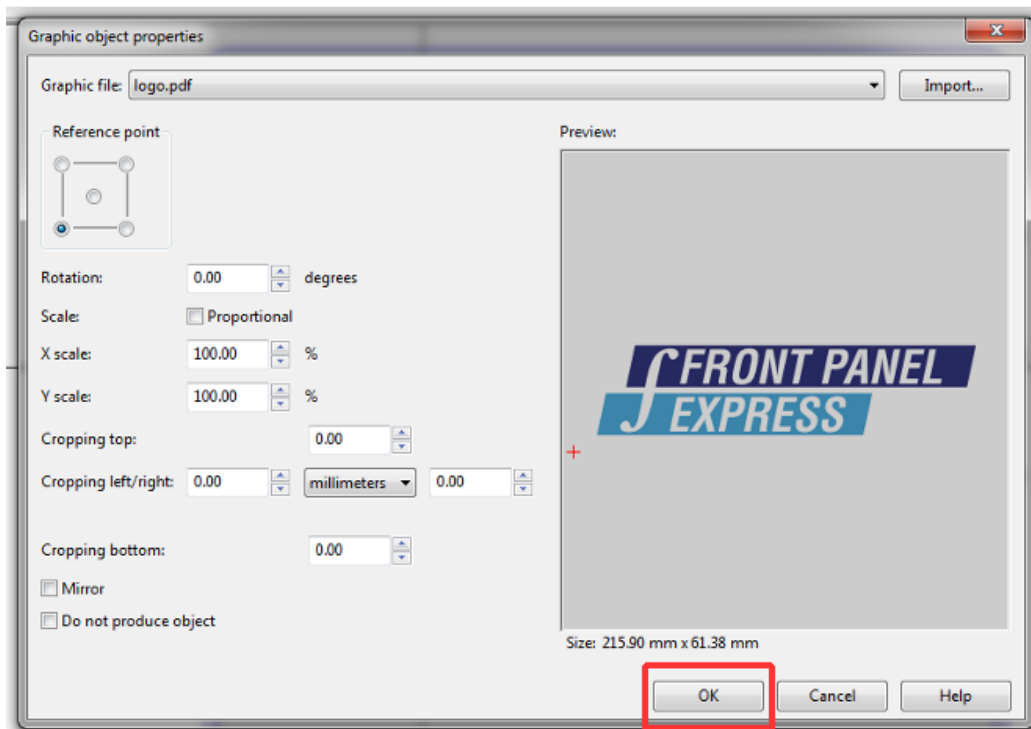 Graphic object properties
Graphic file: logo.pdf Import...
Reference point
Preview:
Rotation: 0.00 degrees
Scale: Proportional
X scale: 100.00 %
Y scale: 100.00 %
Cropping top: 0.00
Cropping left/right: 0.00 millimeters 0.00
Cropping bottom: 0.00
Mirror
Do not produce object
FRONT PANEL
EXPRESS
Size: 215.90 mm x 61.38 mm
OK Cancel Help